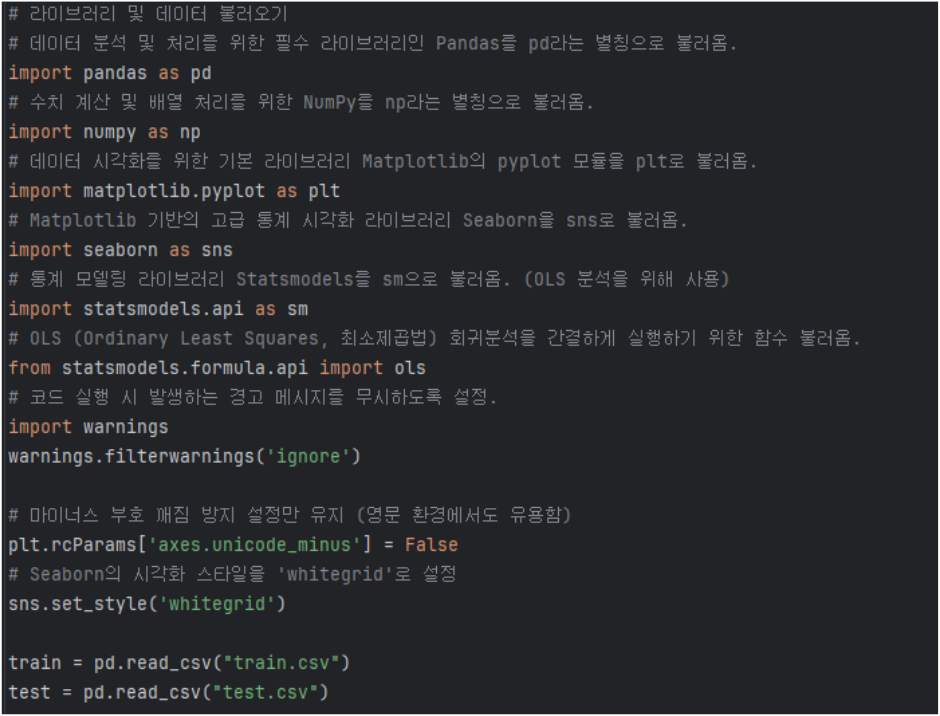 # 라이브러리 및 데이터 불러오기
# 데이터 분석 및 처리를 위한 필수 라이브러리인 Pandas를 pd라는 별칭으로 불러옴.
import pandas as pd
# 수치 계산 및 배열 처리를 위한 NumPy를 np라는 별칭으로 불러옴.
import numpy as np
# 데이터 시각화를 위한 기본 라이브러리 Matplotlib의 pyplot 모듈을 plt로 불러옴.
import matplotlib.pyplot as plt
# Matplotlib 기반의 고급 통계 시각화 라이브러리 Seaborn을 sns로 불러옴.
import seaborn as sns
# 통계 모델링 라이브러리 Statsmodels를 sm으로 불러옴. (OLS 분석을 위해 사용)
import statsmodels.api as sm
# OLS (Ordinary Least Squares, 최소제곱법) 회귀분석을 간결하게 실행하기 위한 함수 불러옴.
from statsmodels.formula.api import ols
# 코드 실행 시 발생하는 경고 메시지를 무시하도록 설정.
import warnings
warnings.filterwarnings('ignore')

# 마이너스 부호 깨짐 방지 설정만 유지 (영문 환경에서도 유용함)
plt.rcParams['axes.unicode_minus'] = False
# Seaborn의 시각화 스타일을 'whitegrid'로 설정
sns.set_style('whitegrid')

train = pd.read_csv("train.csv")
test = pd.read_csv("test.csv")